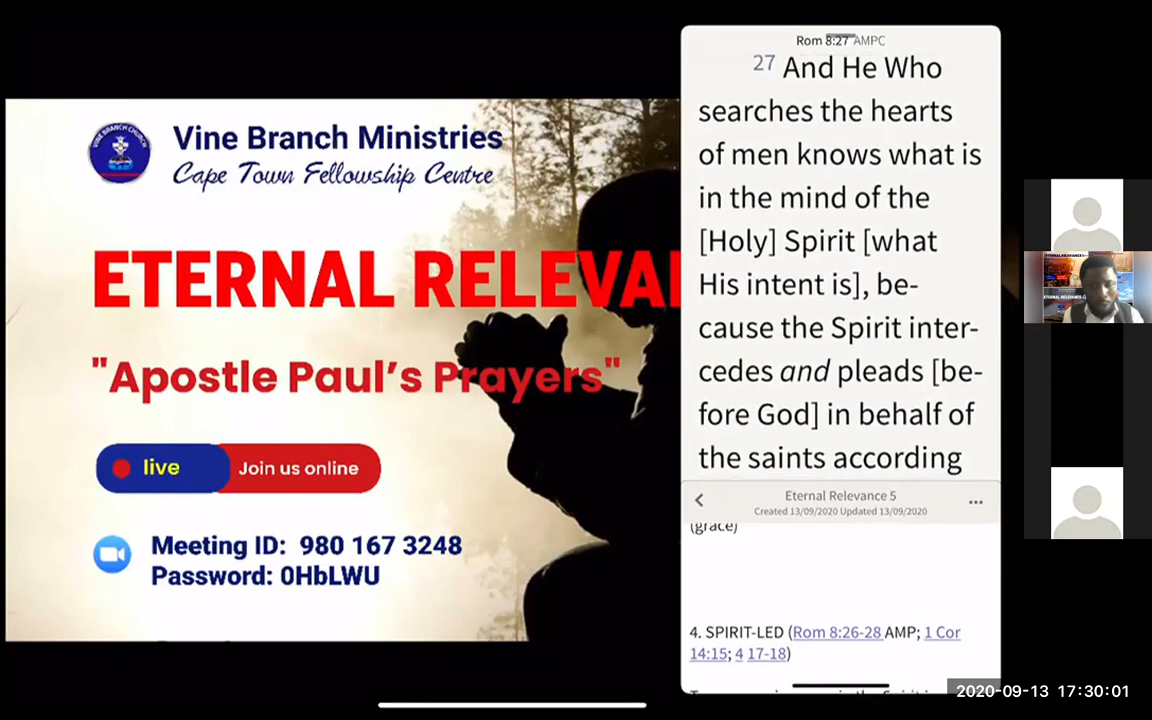 VINE BRANCH CHURCH
Vine Branch Ministries
Cape Town Fellowship Centre
ETERNAL RELEVA
"Apostle Paul's Prayers"
live
Join us online
Meeting ID: 980 167 3248
Password: 0HbLWU
Rom 8:27 AMPC
27 And He Who
searches the hearts
of men knows what is
in the mind of the
[Holy] Spirit [what
His intent is], be-
cause the Spirit inter-
cedes and pleads [be-
fore God] in behalf of
the saints according
Eternal Relevance 5
Created 13/09/2020 Updated 13/09/2020
(grace)
4. SPIRIT-LED (Rom 8:26-28 AMP; 1 Cor
14:15; 4 17-18)
2020-09-13 17:30:01